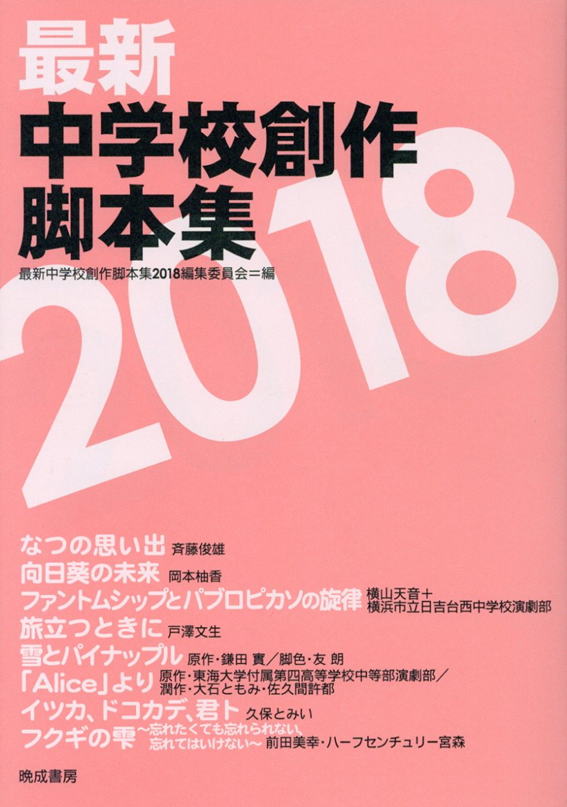 最新
中学校創作
脚本集
2018
最新中学校創作脚本集2018編集委員会=編
なつの思い出 斉藤俊雄
向日葵の未来 岡本柚香
ファントムシップとパブロピカソの旋律 横山天音+
横浜市立日吉台西中学校演劇部
旅立つときに 戸澤文生
雪とパイナップル 原作・鎌田 實/脚色・友 朗
「Alice」より 原作・東海大学付属第四高等学校中等部演劇部/
潤作・大石ともみ・佐久間許都
イツカ、ドコカデ、君ト 久保とみい
フクギの雫 ～忘れたくても忘れられない、
忘れてはいけない～ 前田美幸・ハーフセンチュリー宮森
晩成書房